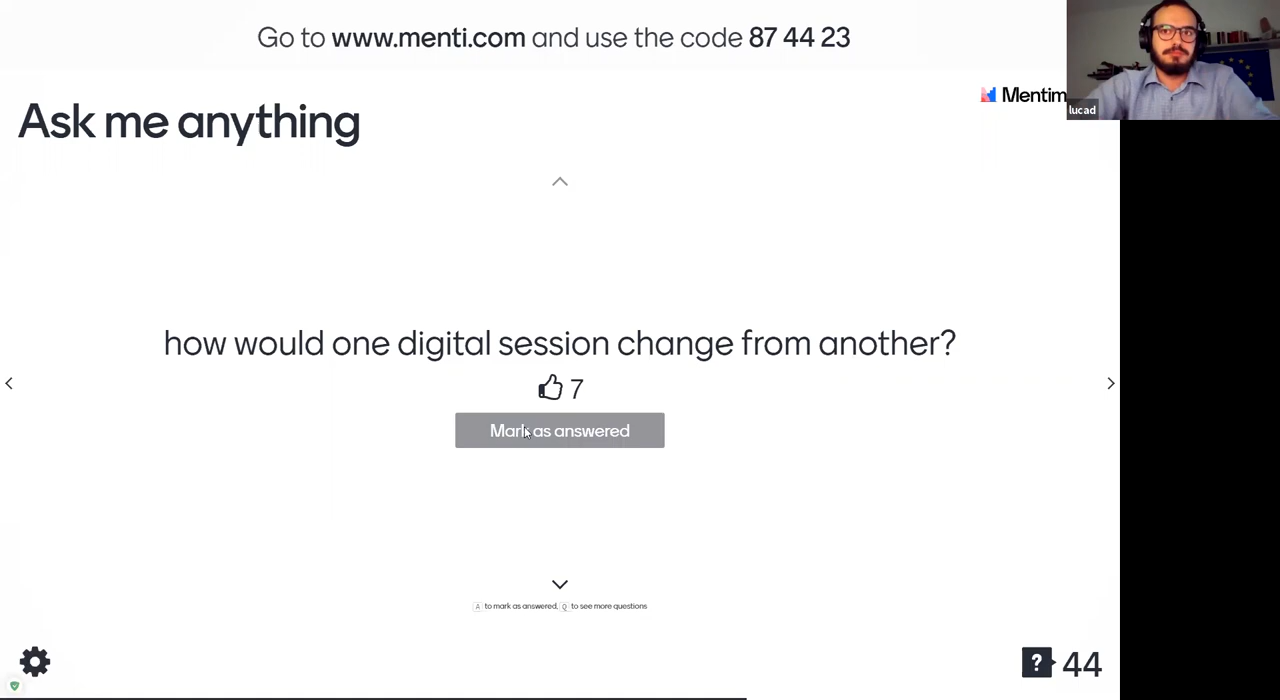 Go to www.menti.com and use the code 87 44 23
Mentim
lucad
Ask me anything
how would one digital session change from another?
7
Mark as answered
A to mark as answered, Q to see more questions
? 44